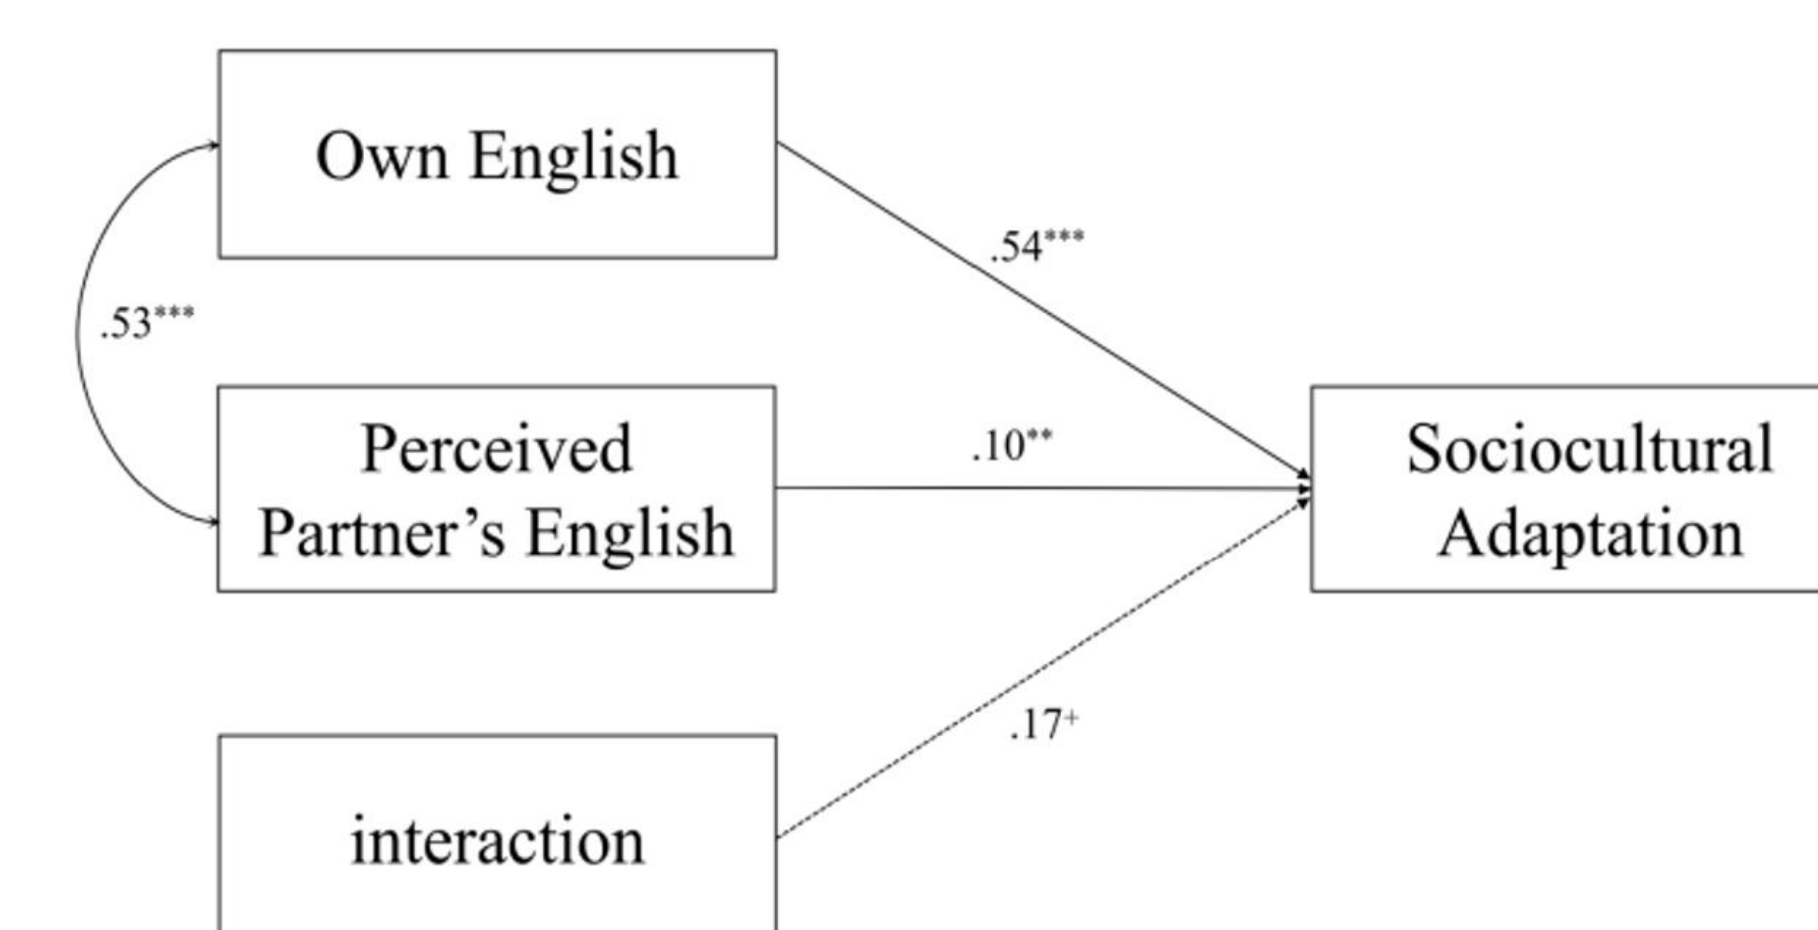 Own English
.54***
.53***
Perceived
Partner’s English
.10**
Sociocultural
Adaptation
.17+
interaction